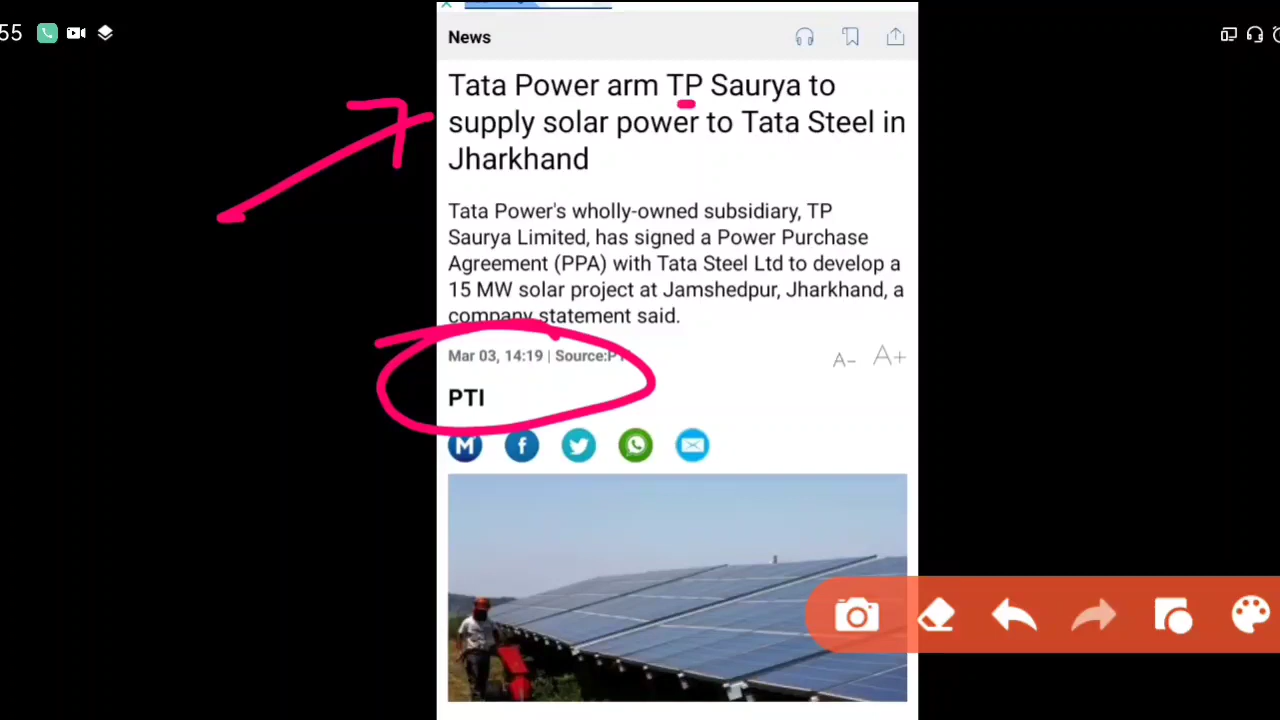 55
News
Tata Power arm TP Saurya to
supply solar power to Tata Steel in
Jharkhand
Tata Power's wholly-owned subsidiary, TP
Saurya Limited, has signed a Power Purchase
Agreement (PPA) with Tata Steel Ltd to develop a
15 MW solar project at Jamshedpur, Jharkhand, a
company statement said.
Mar 03, 14:19 | Source:PT
A- A+
PTI